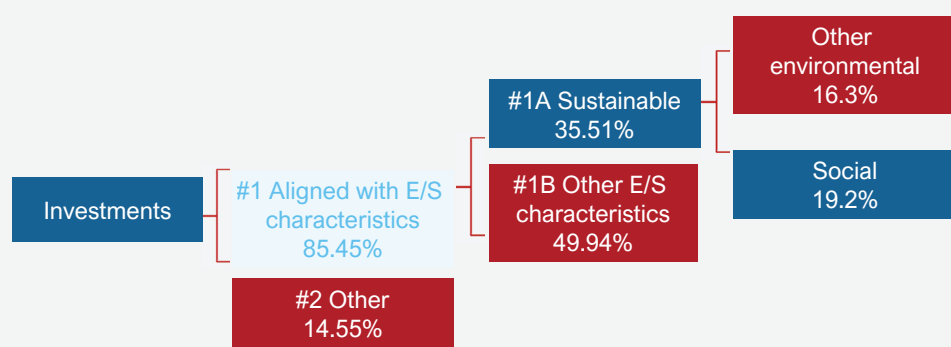 Investments
#1 Aligned with E/S
characteristics
85.45%
#2 Other
14.55%
#1A Sustainable
35.51%
#1B Other E/S
characteristics
49.94%
Other
environmental
16.3%
Social
19.2%